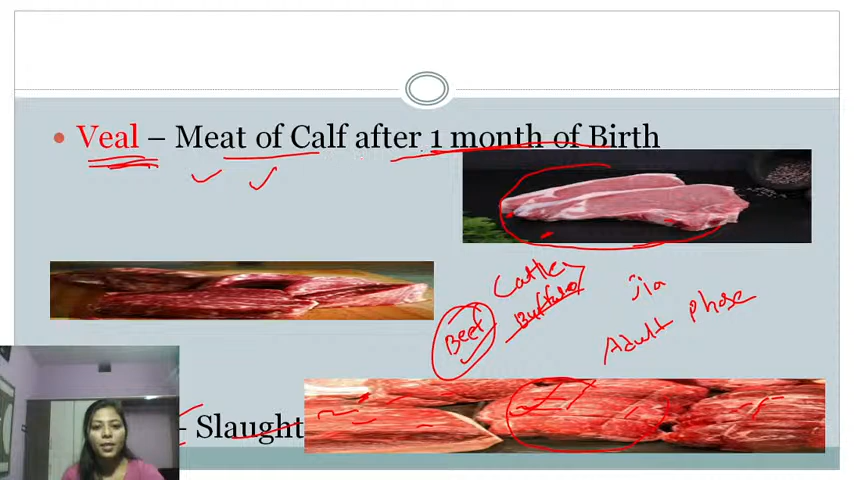 Veal – Meat of Calf after 1 month of Birth
Cattle
Buffalo
Beef
Adult phase
- Slaught